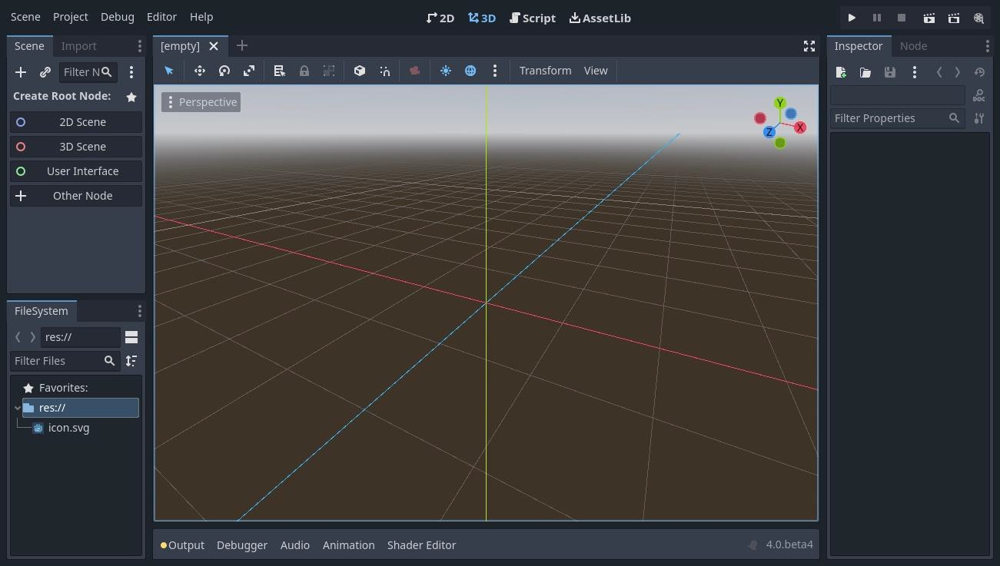 Scene Project Debug Editor Help
2D 3D Script AssetLib
Scene Import
Filter N
Create Root Node:
2D Scene
3D Scene
User Interface
Other Node
FileSystem
res://
Filter Files
Favorites:
res://
icon.svg
[empty]
Transform View
Perspective
Y
X
Z
Output Debugger Audio Animation Shader Editor 4.0.beta4
Inspector Node
DOC
Filter Properties